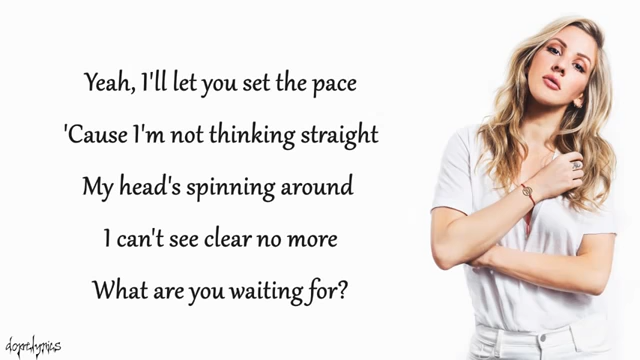 Yeah, I'll let you set the pace
'Cause I'm not thinking straight
My head's spinning around
I can't see clear no more
What are you waiting for?
dopelyrics